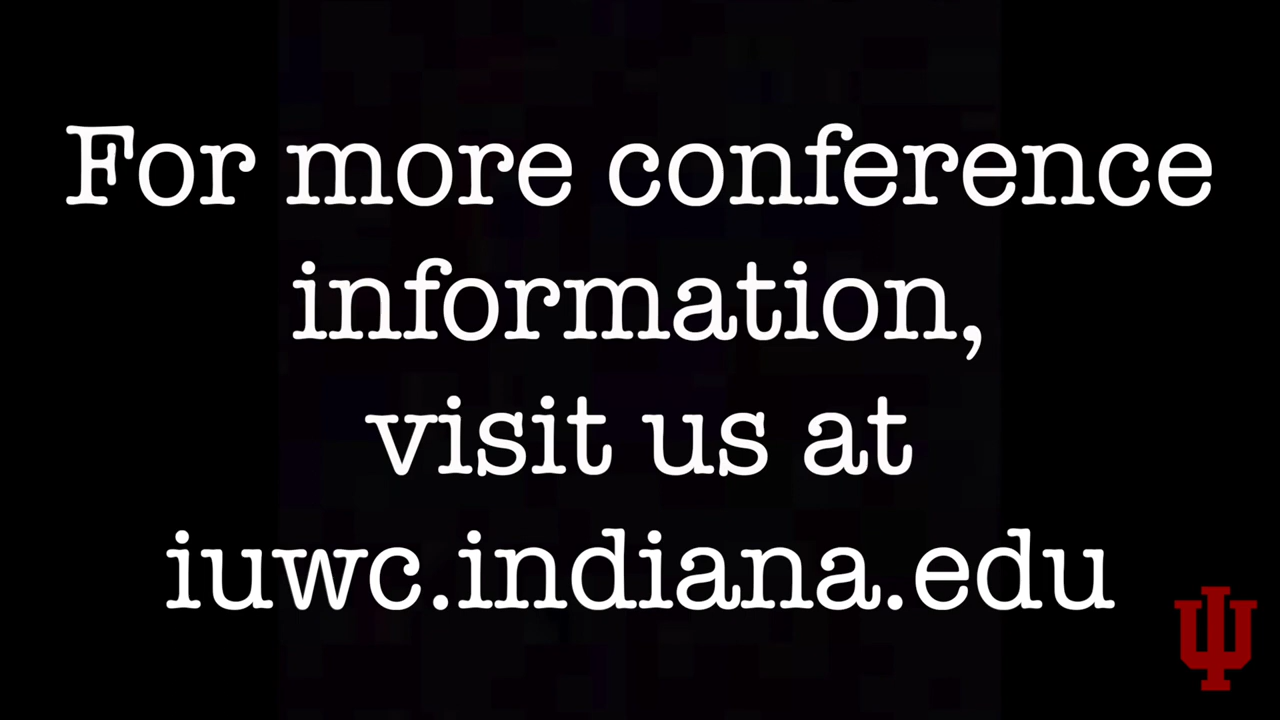 For more conference
information,
visit us at
iuwc.indiana.edu